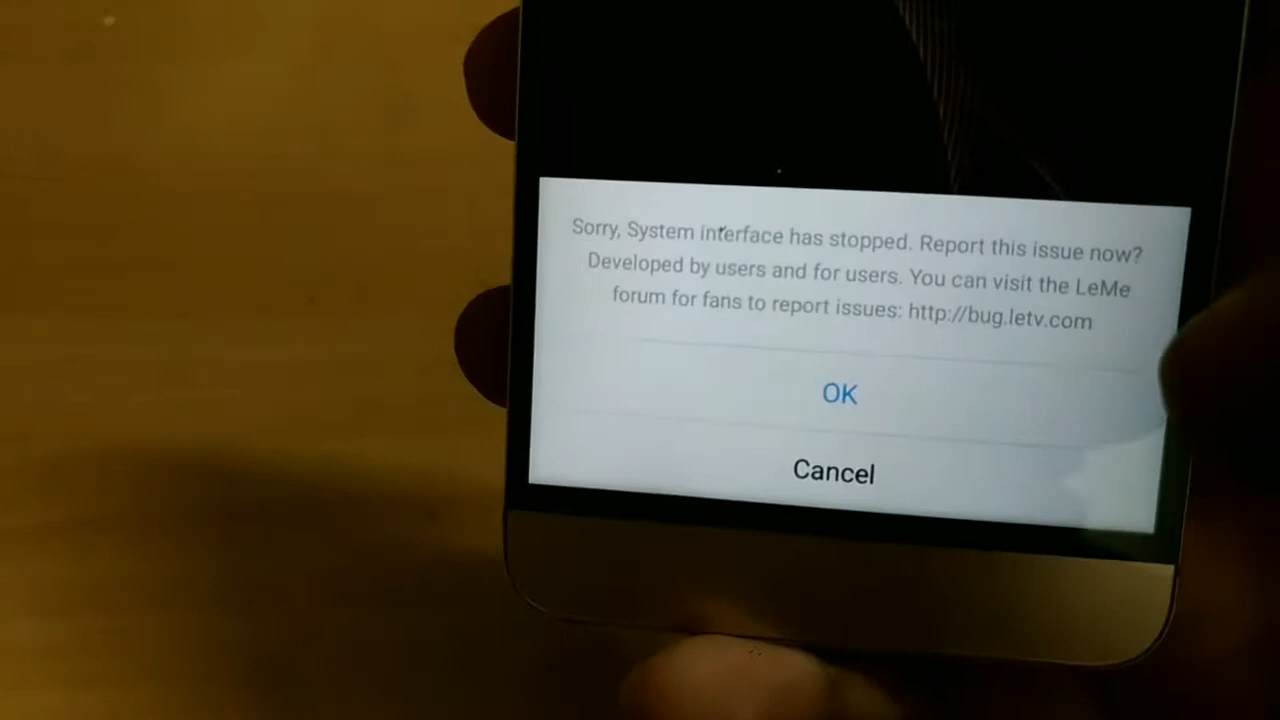 Sorry, System interface has stopped. Report this issue now?
Developed by users and for users. You can visit the LeMe
forum for fans to report issues: http://bug.letv.com
OK
Cancel